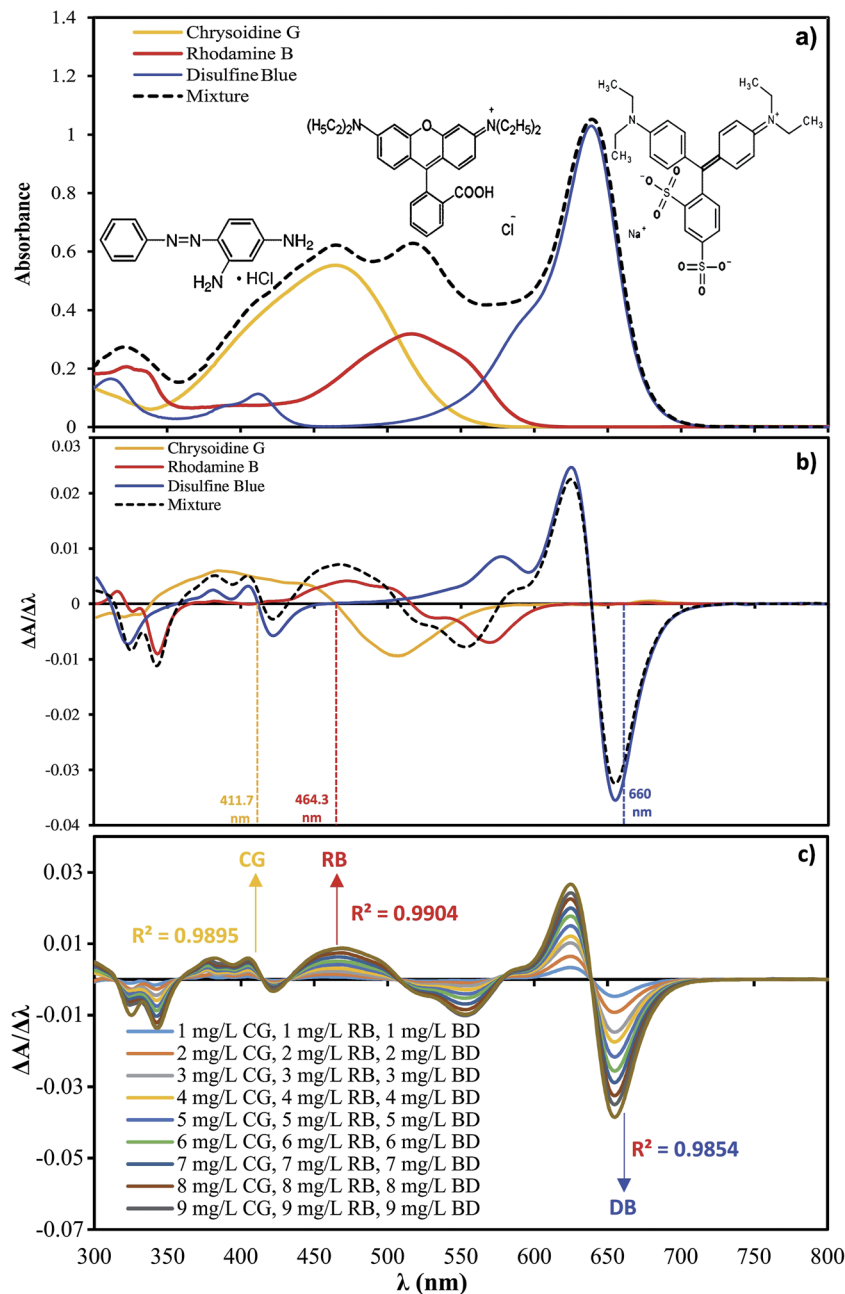 a)
Chrysoidine G
Rhodamine B
Disulfine Blue
Mixture
Absorbance
1.4
1.2
1
0.8
0.6
0.4
0.2
0
N=N
NH2
H2N
• HCl
(H5C2)2N
O
+
N(C2H5)2
COOH
Cl⁻
H3C
CH3
N
CH3
H3C
N⁺
CH3
⁻O
O
S
O
Na⁺
O=S—O⁻
O
b)
Chrysoidine G
Rhodamine B
Disulfine Blue
Mixture
ΔA/Δλ
0.03
0.02
0.01
0
-0.01
-0.02
-0.03
-0.04
411.7
nm
464.3
nm
660
nm
c)
CG
RB
R² = 0.9895
R² = 0.9904
ΔA/Δλ
0.03
0.01
-0.01
-0.03
-0.05
-0.07
1 mg/L CG, 1 mg/L RB, 1 mg/L BD
2 mg/L CG, 2 mg/L RB, 2 mg/L BD
3 mg/L CG, 3 mg/L RB, 3 mg/L BD
4 mg/L CG, 4 mg/L RB, 4 mg/L BD
5 mg/L CG, 5 mg/L RB, 5 mg/L BD
6 mg/L CG, 6 mg/L RB, 6 mg/L BD
7 mg/L CG, 7 mg/L RB, 7 mg/L BD
8 mg/L CG, 8 mg/L RB, 8 mg/L BD
9 mg/L CG, 9 mg/L RB, 9 mg/L BD
R² = 0.9854
DB
300 350 400 450 500 550 600 650 700 750 800
λ (nm)